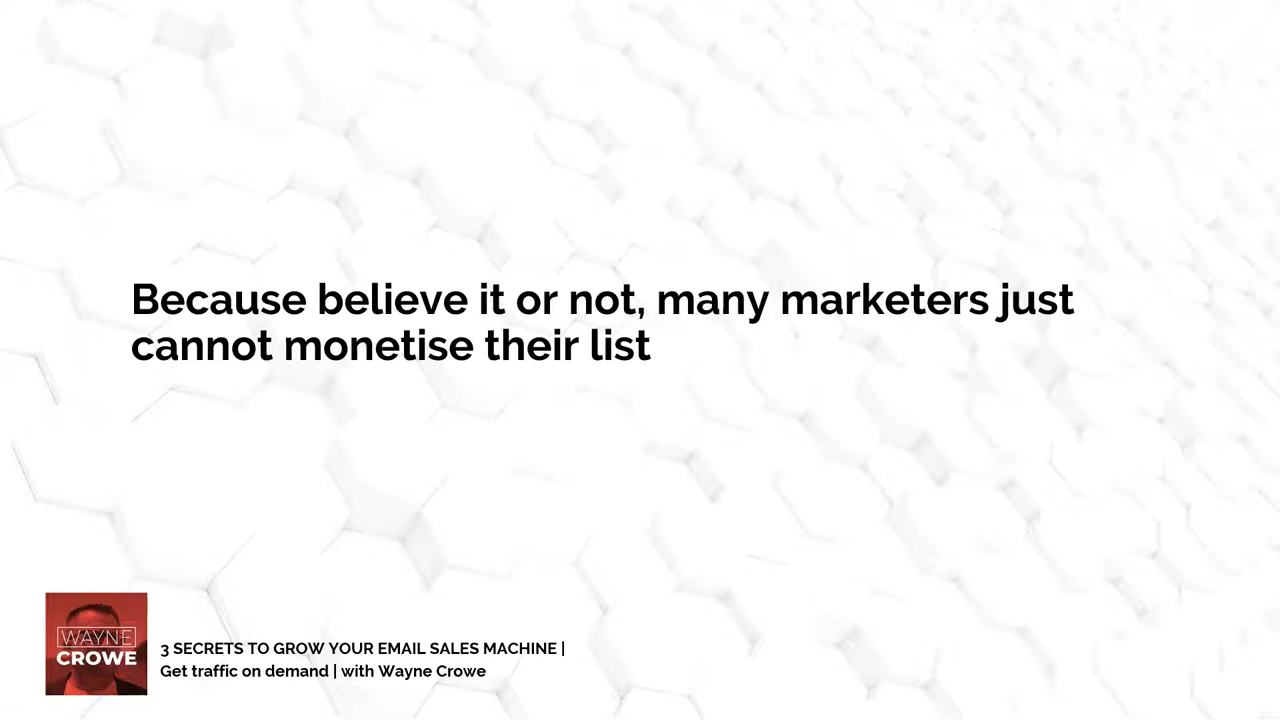 Because believe it or not, many marketers just
cannot monetise their list
WAYNE
CROWE
3 SECRETS TO GROW YOUR EMAIL SALES MACHINE |
Get traffic on demand | with Wayne Crowe